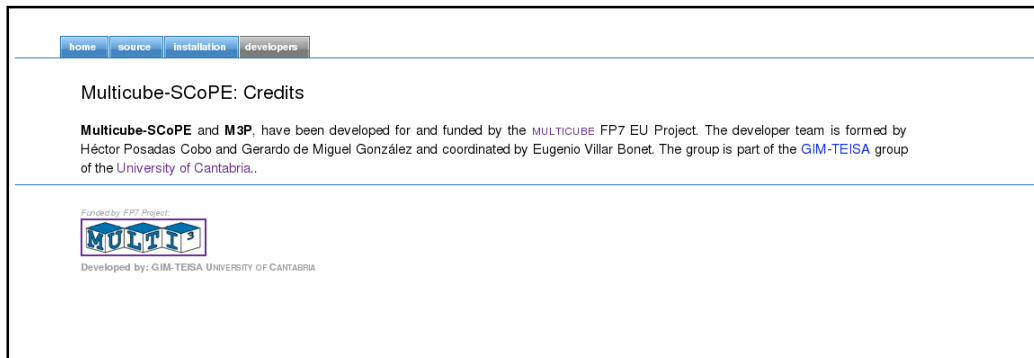 home source installation developers
Multicube-SCoPE: Credits
Multicube-SCoPE and M3P, have been developed for and funded by the MULTICUBE FP7 EU Project. The developer team is formed by
Héctor Posadas Cobo and Gerardo de Miguel González and coordinated by Eugenio Villar Bonet. The group is part of the GIM-TEISA group
of the University of Cantabria..
Funded by FP7 Project:
MULTI3
Developed by: GIM-TEISA UNIVERSITY OF CANTABRIA